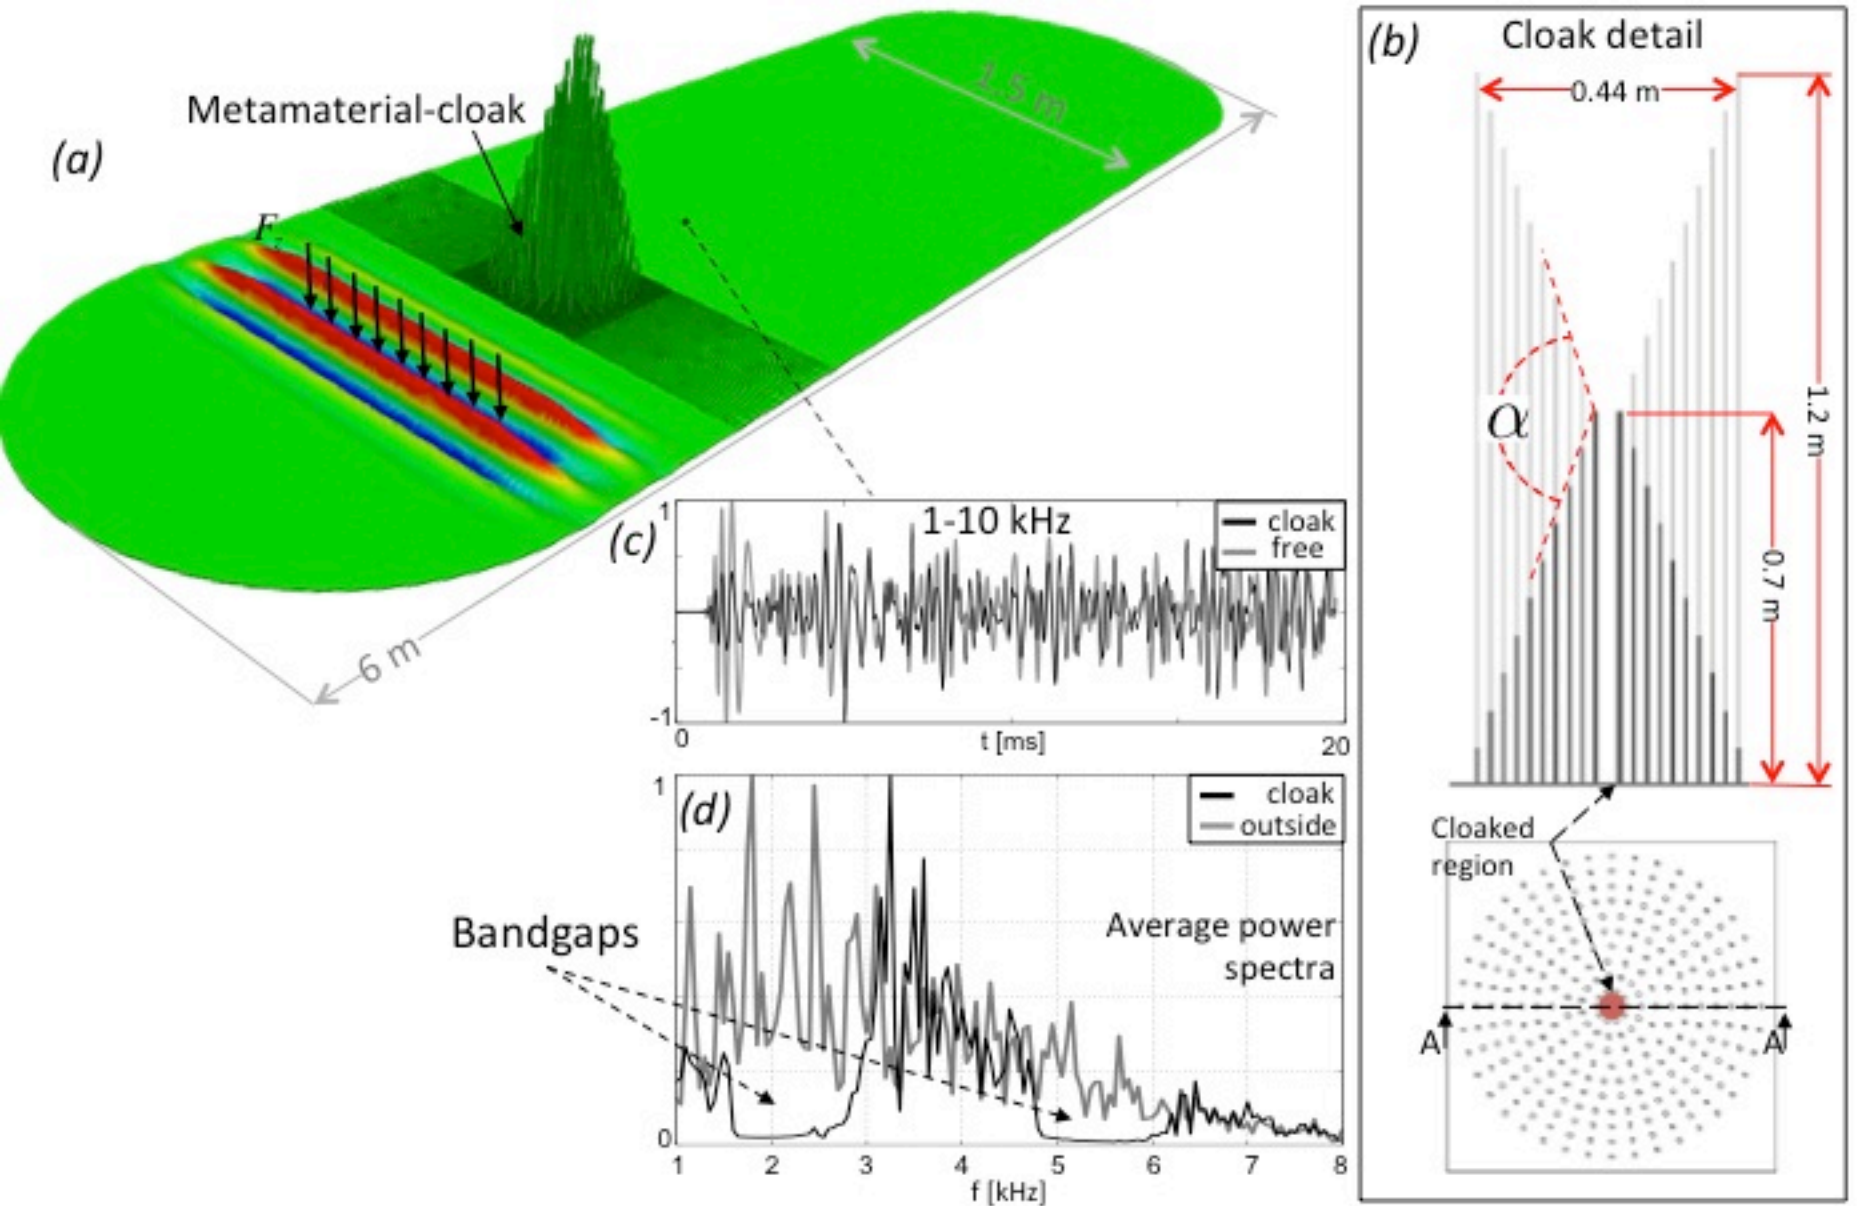 (a)
Metamaterial-cloak
1.5 m
F
6 m
(b)
Cloak detail
0.44 m
α
1.2 m
0.7 m
Cloaked
region
A
A
(c)
1-10 kHz
cloak
free
1
-1
0
t [ms]
20
(d)
cloak
outside
1
Bandgaps
Average power
spectra
0
1 2 3 4 5 6 7 8
f [kHz]